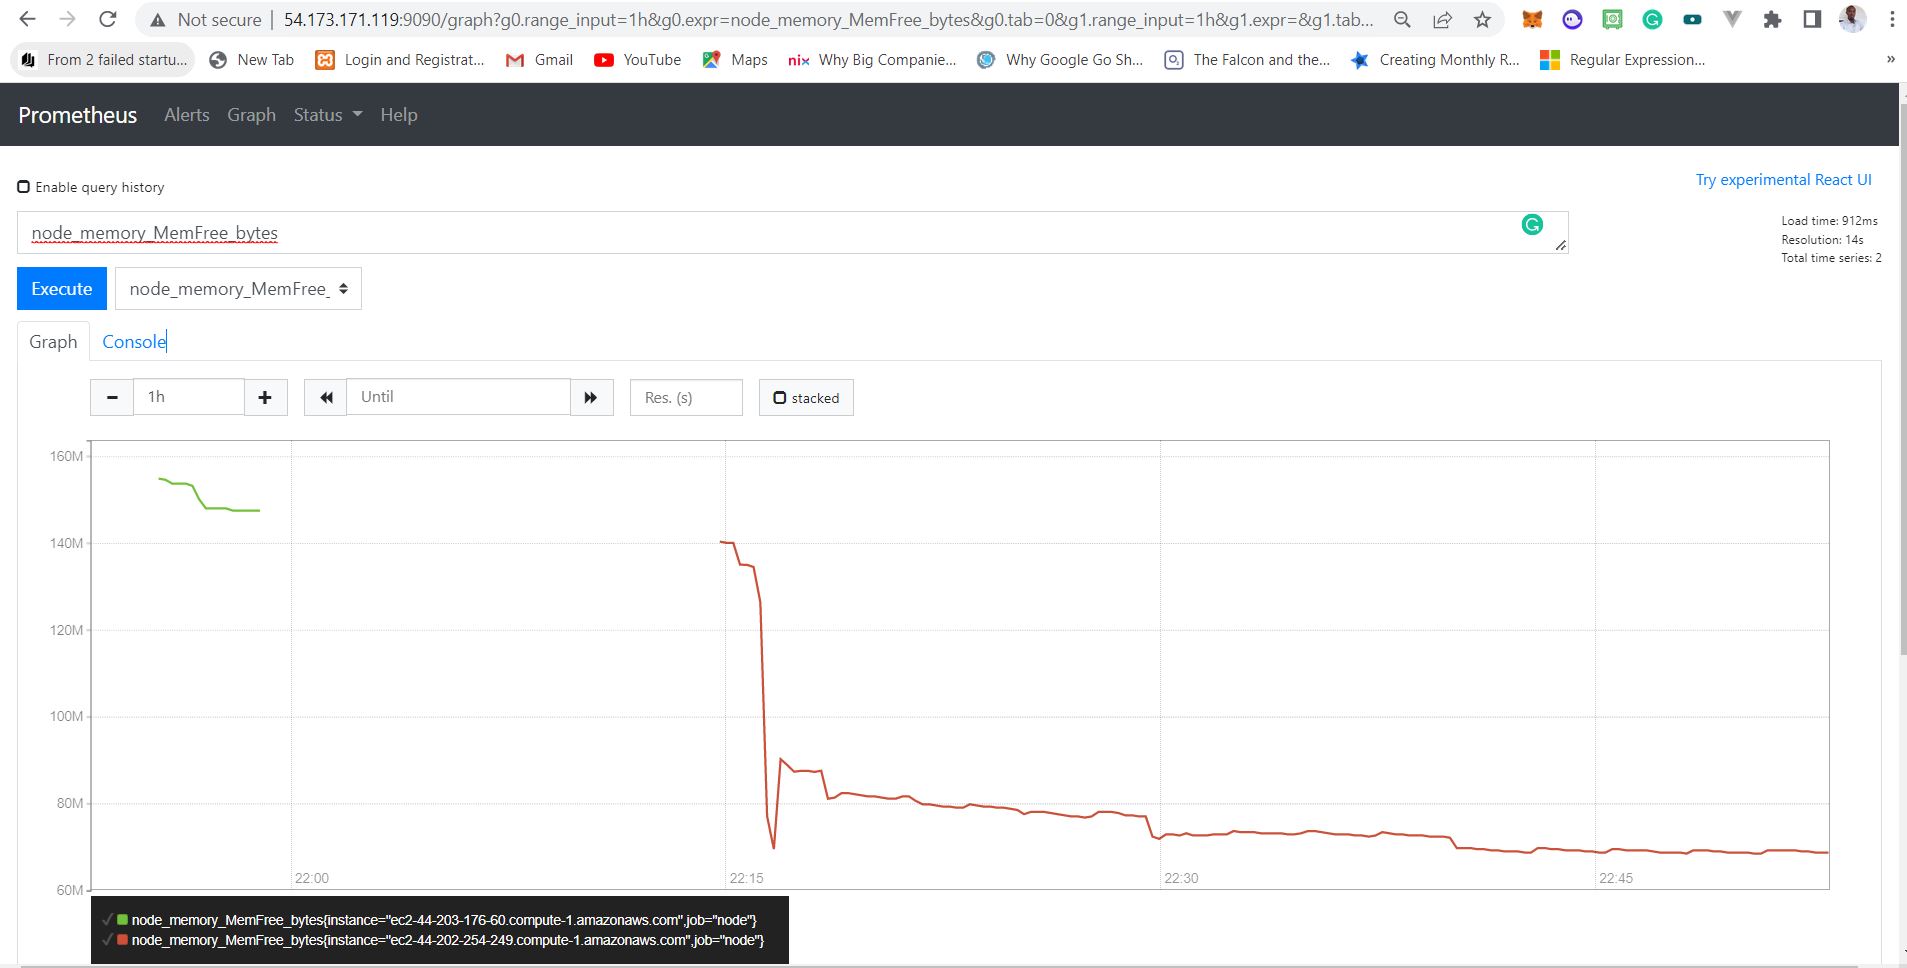 Not secure | 54.173.171.119:9090/graph?g0.range_input=1h&g0.expr=node_memory_MemFree_bytes&g0.tab=0&g1.range_input=1h&g1.expr=&g1.tab...
From 2 failed startu... New Tab Login and Registrat... Gmail YouTube Maps nix Why Big Companie... Why Google Go Sh... The Falcon and the... Creating Monthly R... Regular Expression... »
Prometheus Alerts Graph Status Help
Enable query history
Try experimental React UI
node_memory_MemFree_bytes
Load time: 912ms
Resolution: 14s
Total time series: 2
Execute node_memory_MemFree_
Graph Console
- 1h + Until Res. (s) stacked
160M
140M
120M
100M
80M
60M
22:00 22:15 22:30 22:45
node_memory_MemFree_bytes{instance="ec2-44-203-176-60.compute-1.amazonaws.com",job="node"}
node_memory_MemFree_bytes{instance="ec2-44-202-254-249.compute-1.amazonaws.com",job="node"}